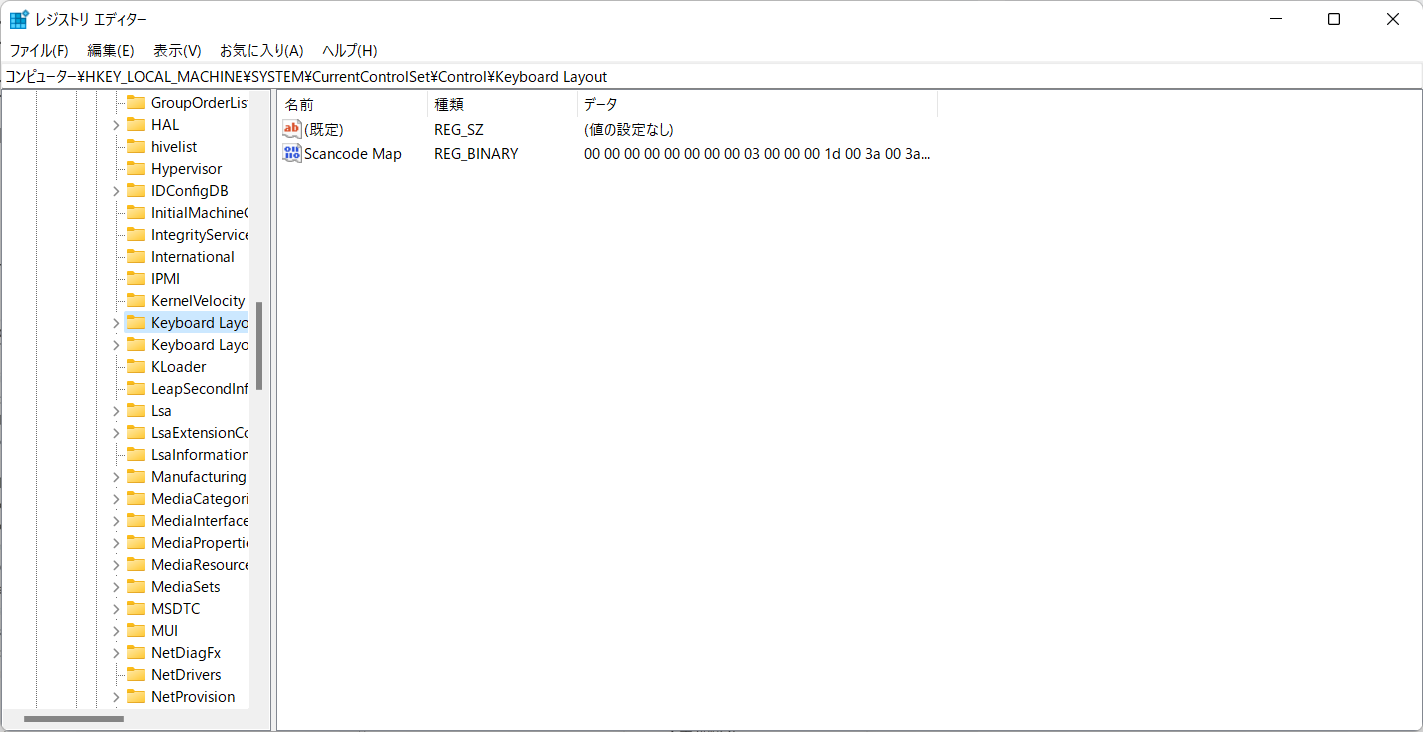 レジストリ エディター
ファイル(F) 編集(E) 表示(V) お気に入り(A) ヘルプ(H)
コンピューター¥HKEY_LOCAL_MACHINE¥SYSTEM¥CurrentControlSet¥Control¥Keyboard Layout
GroupOrderLis
HAL
hivelist
Hypervisor
IDConfigDB
InitialMachineC
IntegrityService
International
IPMI
KernelVelocity
Keyboard Layo
Keyboard Layo
KLoader
LeapSecondInf
Lsa
LsaExtensionCo
LsaInformation
Manufacturing
MediaCategori
MediaInterface
MediaProperti
MediaResource
MediaSets
MSDTC
MUI
NetDiagFx
NetDrivers
NetProvision
名前 種類 データ
(既定) REG_SZ (値の設定なし)
Scancode Map REG_BINARY 00 00 00 00 00 00 00 00 03 00 00 00 1d 00 3a 00 3a...